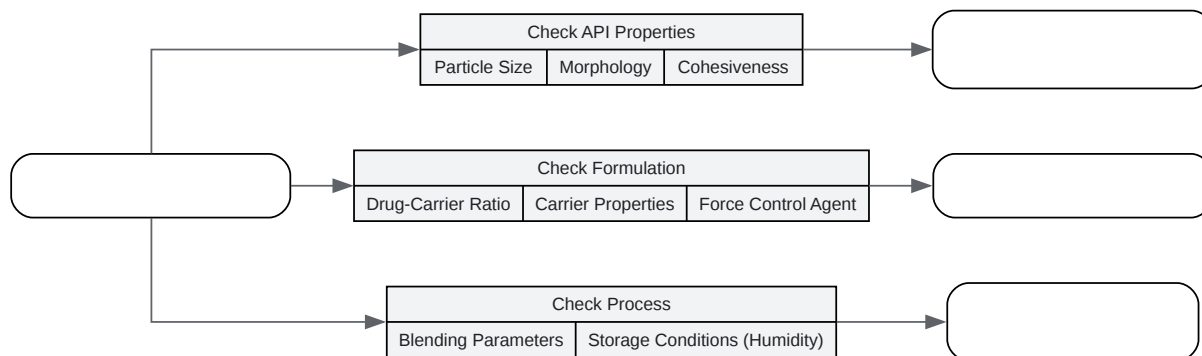 Check API Properties
Particle Size Morphology Cohesiveness
Check Formulation
Drug-Carrier Ratio Carrier Properties Force Control Agent
Check Process
Blending Parameters Storage Conditions (Humidity)